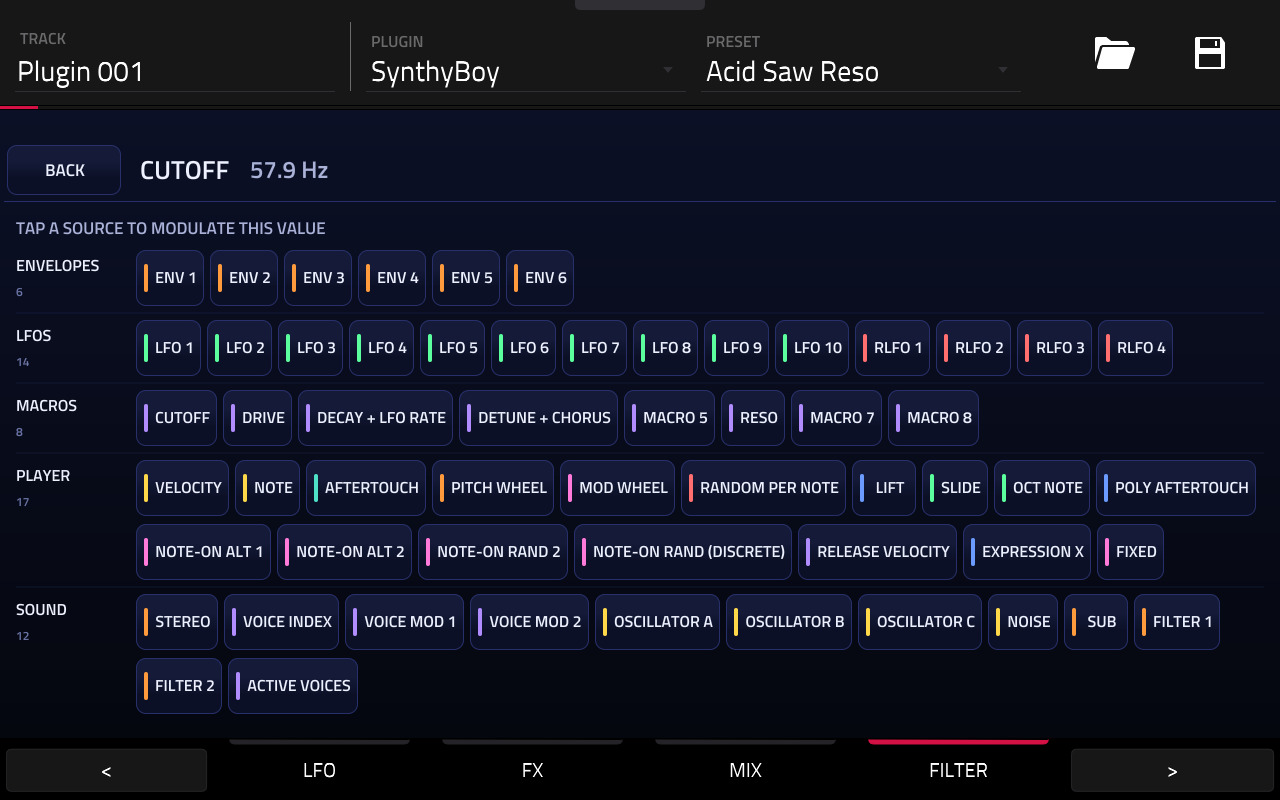 TRACK
Plugin 001
PLUGIN
SynthyBoy
PRESET
Acid Saw Reso
BACK
CUTOFF 57.9 Hz
TAP A SOURCE TO MODULATE THIS VALUE
ENVELOPES
6
ENV 1 ENV 2 ENV 3 ENV 4 ENV 5 ENV 6
LFOS
14
LFO 1 LFO 2 LFO 3 LFO 4 LFO 5 LFO 6 LFO 7 LFO 8 LFO 9 LFO 10 RLFO 1 RLFO 2 RLFO 3 RLFO 4
MACROS
8
CUTOFF DRIVE DECAY + LFO RATE DETUNE + CHORUS MACRO 5 RESO MACRO 7 MACRO 8
PLAYER
17
VELOCITY NOTE AFTERTOUCH PITCH WHEEL MOD WHEEL RANDOM PER NOTE LIFT SLIDE OCT NOTE POLY AFTERTOUCH
NOTE-ON ALT 1 NOTE-ON ALT 2 NOTE-ON RAND 2 NOTE-ON RAND (DISCRETE) RELEASE VELOCITY EXPRESSION X FIXED
SOUND
12
STEREO VOICE INDEX VOICE MOD 1 VOICE MOD 2 OSCILLATOR A OSCILLATOR B OSCILLATOR C NOISE SUB FILTER 1
FILTER 2 ACTIVE VOICES
< LFO FX MIX FILTER >